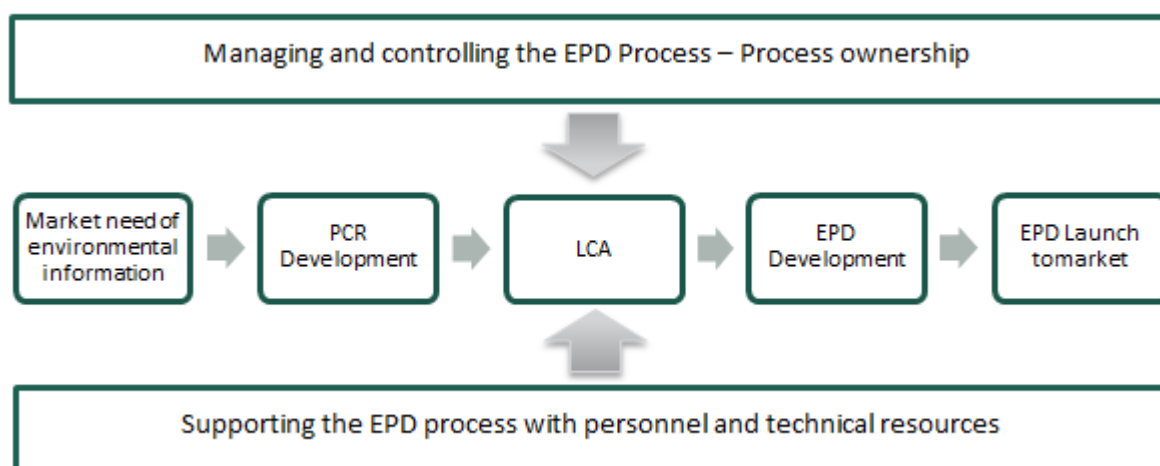 Managing and controlling the EPD Process – Process ownership
Market need of
environmental
information
PCR
Development
LCA
EPD
Development
EPD Launch
tomarket
Supporting the EPD process with personnel and technical resources